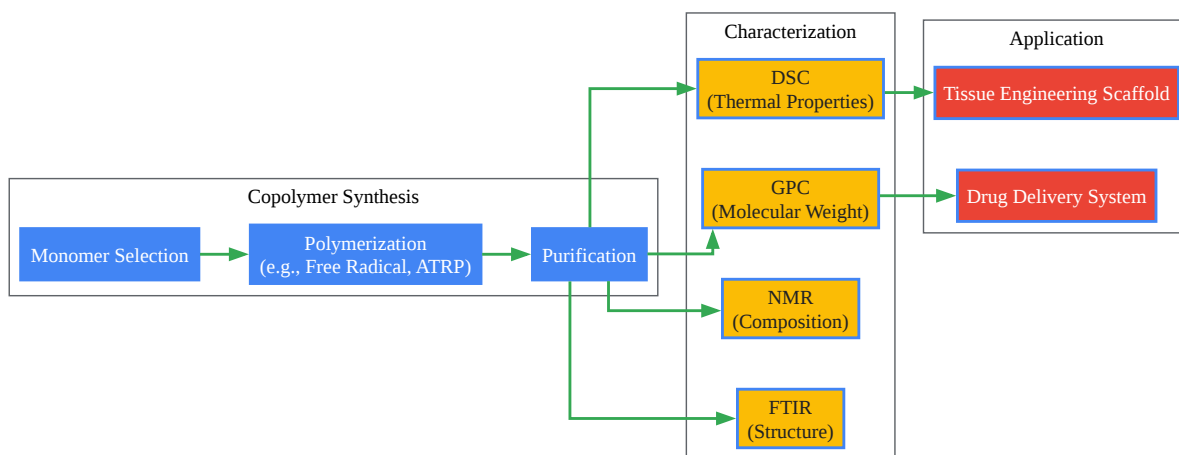 Copolymer Synthesis
Monomer Selection
Polymerization
(e.g., Free Radical, ATRP)
Purification
Characterization
DSC
(Thermal Properties)
GPC
(Molecular Weight)
NMR
(Composition)
FTIR
(Structure)
Application
Tissue Engineering Scaffold
Drug Delivery System